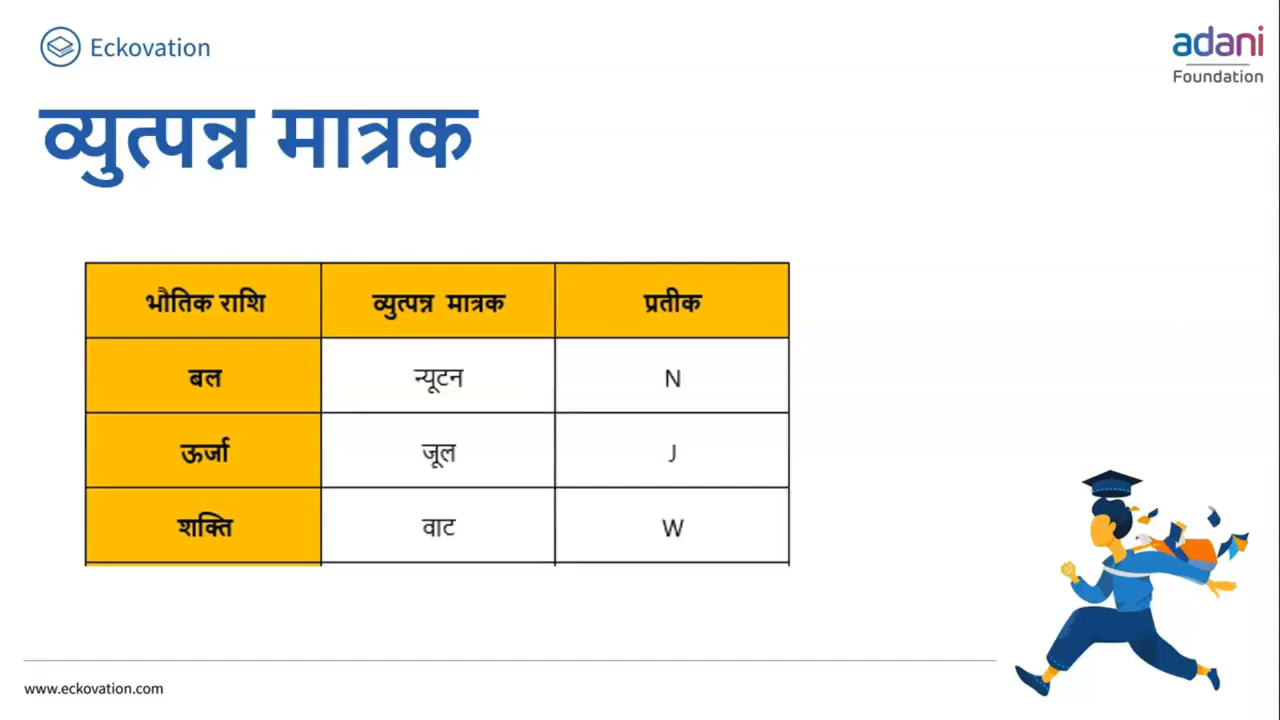 Eckovation
adani
Foundation
व्युत्पन्न मात्रक
भौतिक राशि व्युत्पन्न मात्रक प्रतीक
बल न्यूटन N
ऊर्जा जूल J
शक्ति वाट W
www.eckovation.com